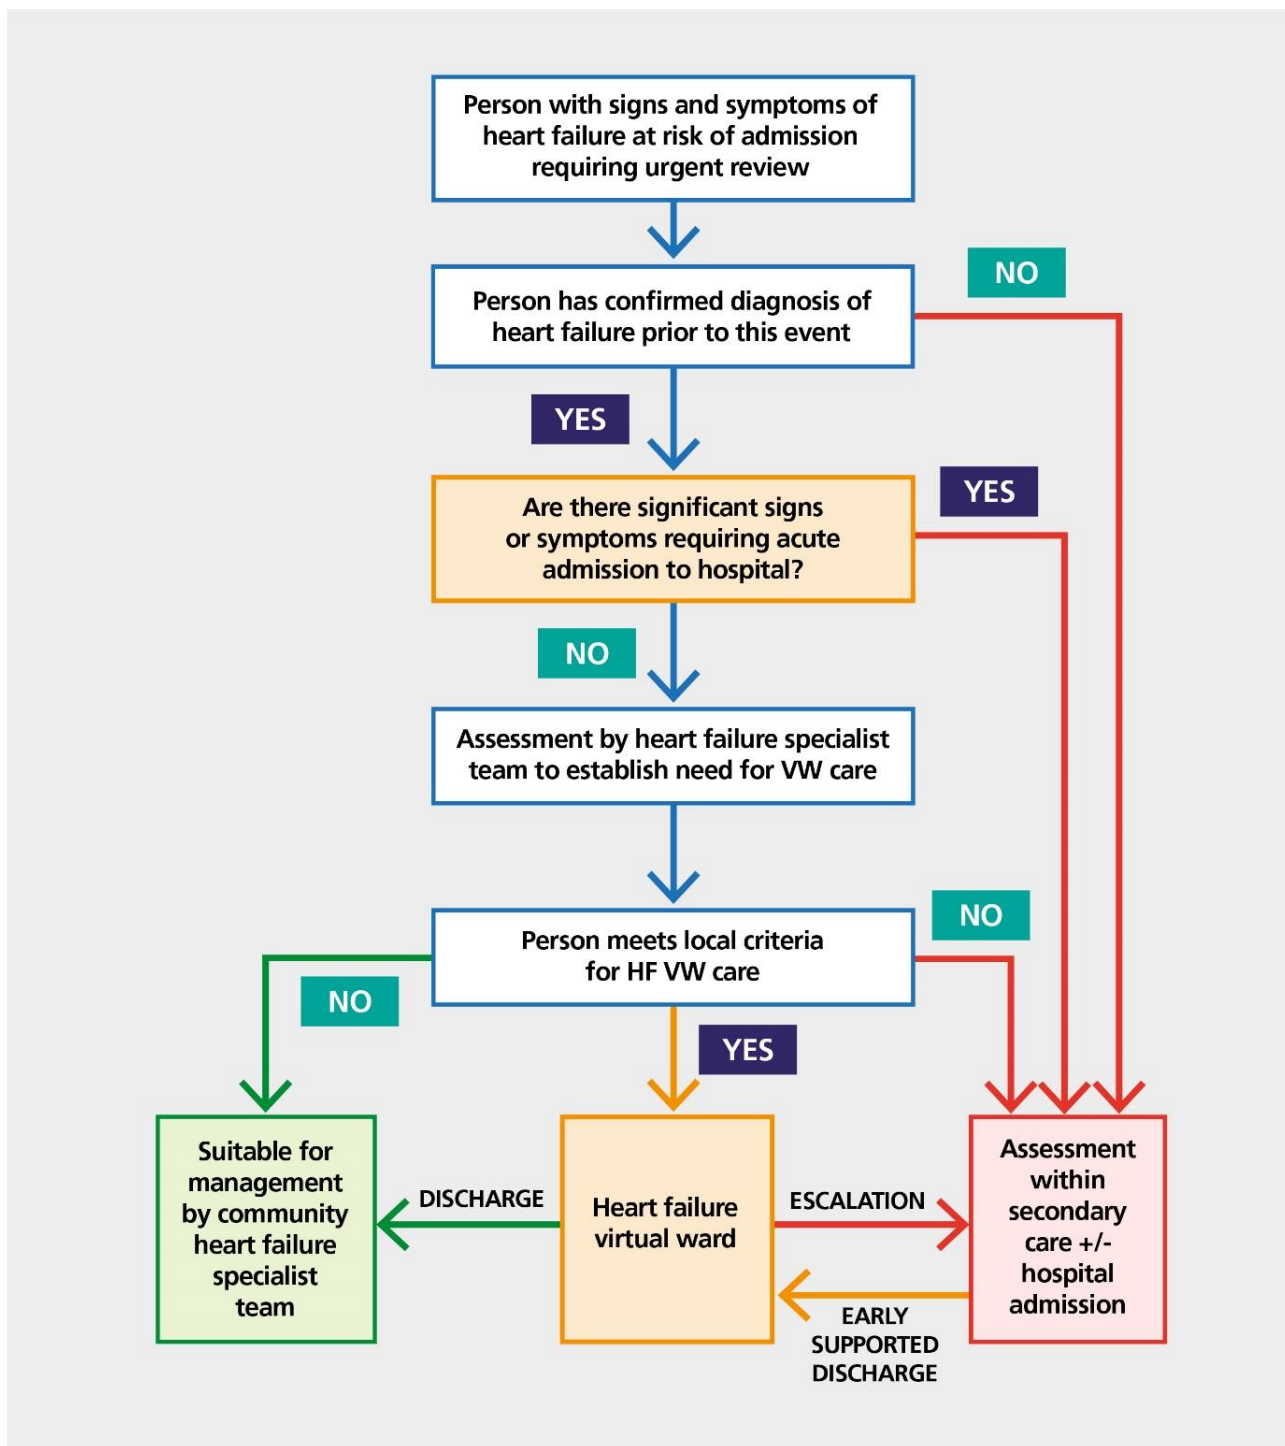 Person with signs and symptoms of
heart failure at risk of admission
requiring urgent review
Person has confirmed diagnosis of
heart failure prior to this event
NO
YES
Are there significant signs
or symptoms requiring acute
admission to hospital?
YES
NO
Assessment by heart failure specialist
team to establish need for VW care
Person meets local criteria
for HF VW care
NO
NO
YES
Suitable for
management
by community
heart failure
specialist
team
DISCHARGE
Heart failure
virtual ward
ESCALATION
EARLY
SUPPORTED
DISCHARGE
Assessment
within
secondary
care +/-
hospital
admission